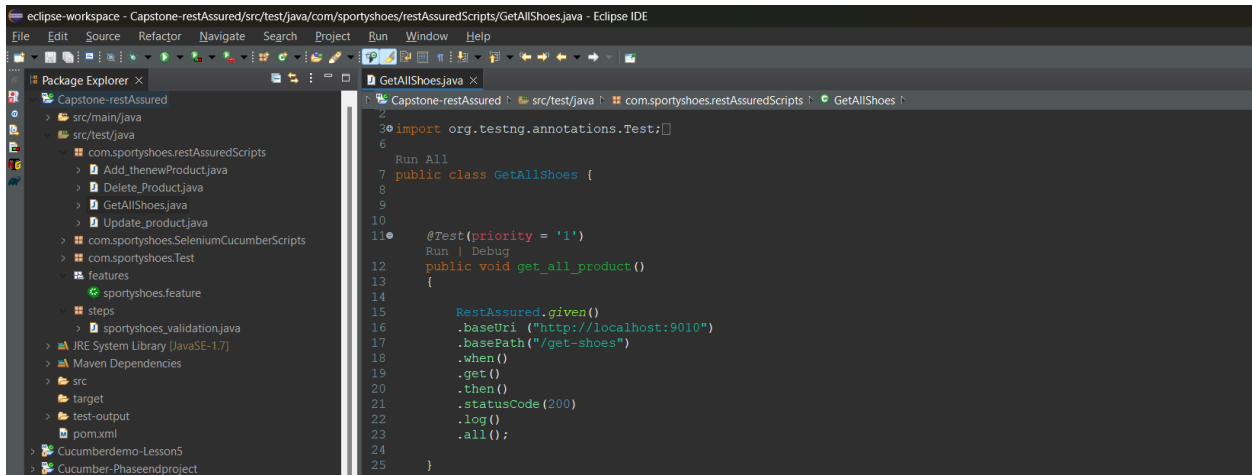 eclipse-workspace - Capstone-restAssured/src/test/java/com/sportyshoes/restAssuredScripts/GetAllShoes.java - Eclipse IDE
File Edit Source Refactor Navigate Search Project Run Window Help
Package Explorer
Capstone-restAssured
src/main/java
src/test/java
com.sportyshoes.restAssuredScripts
Add_thenewProduct.java
Delete_Product.java
GetAllShoes.java
Update_product.java
com.sportyshoes.SeleniumCucumberScripts
com.sportyshoes.Test
features
sportyshoes.feature
steps
sportyshoes_validation.java
JRE System Library [JavaSE-1.7]
Maven Dependencies
src
target
test-output
pom.xml
Cucumberdemo-Lesson5
Cucumber-Phaseendproject
GetAllShoes.java
Capstone-restAssured src/test/java com.sportyshoes.restAssuredScripts GetAllShoes
2
3 import org.testng.annotations.Test;
6
Run All
7 public class GetAllShoes {
8
9
10
11 @Test(priority = '1')
Run | Debug
12 public void get_all_product()
13 {
14
15 RestAssured.given()
16 .baseUri ("http://localhost:9010")
17 .basePath("/get-shoes")
18 .when()
19 .get()
20 .then()
21 .statusCode(200)
22 .log()
23 .all();
24
25 }